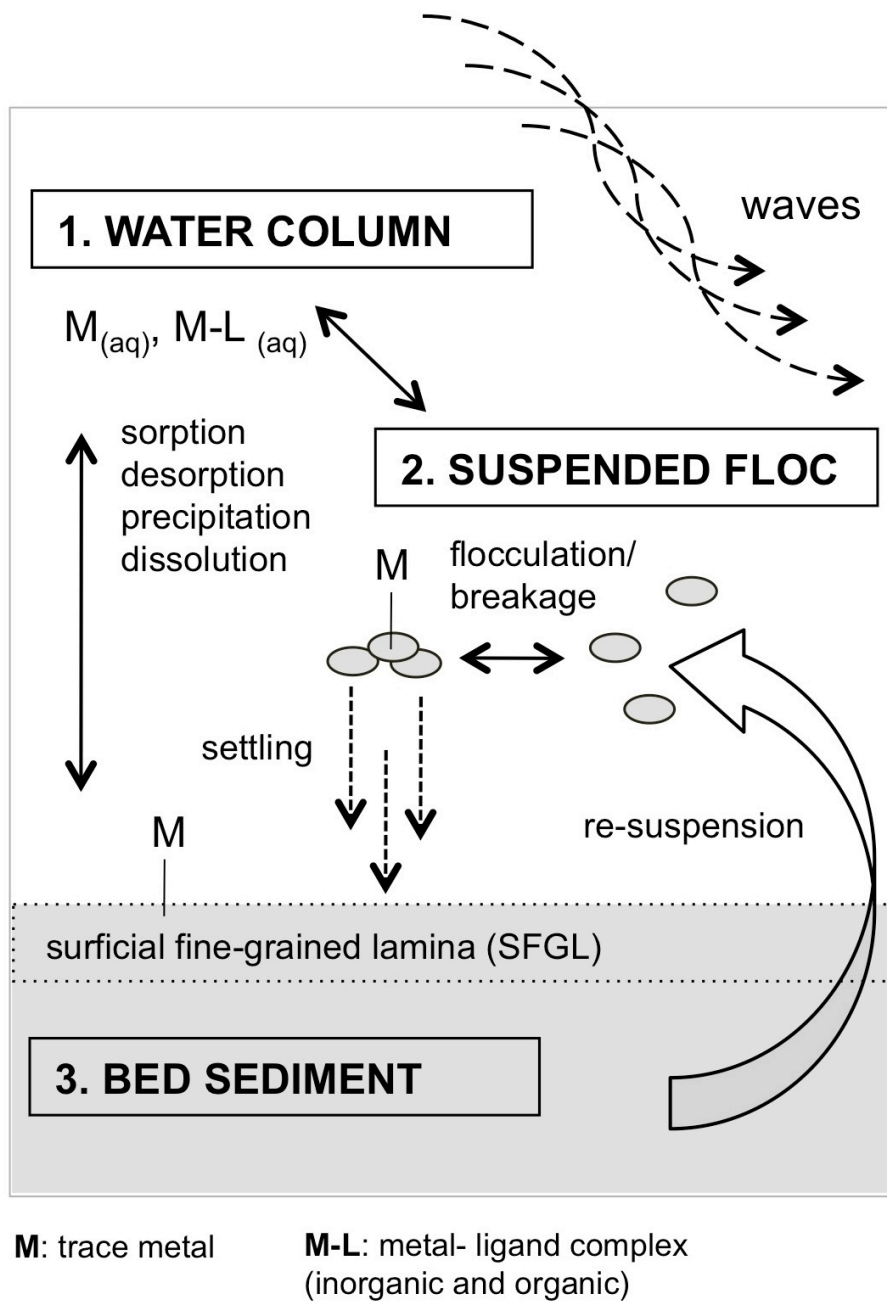 waves
1. WATER COLUMN
M(aq), M-L (aq)
sorption
desorption
precipitation
dissolution
2. SUSPENDED FLOC
M
flocculation/
breakage
settling
re-suspension
M
surficial fine-grained lamina (SFGL)
3. BED SEDIMENT
M: trace metal
M-L: metal- ligand complex
(inorganic and organic)